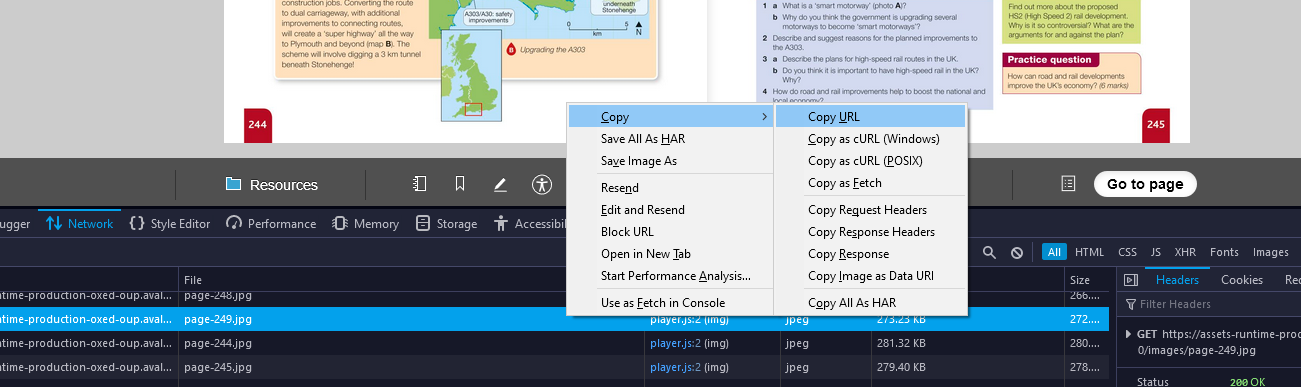 construction jobs. Converting the route
to dual carriageway, with additional
improvements to connecting routes,
will create a 'super highway' all the way
to Plymouth and beyond (map B). The
scheme will involve digging a 3 km tunnel
beneath Stonehenge!
A303/A30: safety
improvements
underneath
Stonehenge
0 5
km
N
B Upgrading the A303
244
1 a What is a 'smart motorway' (photo A)?
b Why do you think the government is upgrading several
motorways to become 'smart motorways'?
2 Describe and suggest reasons for the planned improvements to
the A303.
3 a Describe the plans for high-speed rail routes in the UK.
b Do you think it is important to have high-speed rail in the UK?
Why?
4 How do road and rail improvements help to boost the national and
local economy?
Find out more about the proposed
HS2 (High Speed 2) rail development.
Why is it so controversial? What are the
arguments for and against the plan?
Practice question
How can road and rail developments
improve the UK's economy? (6 marks)
245
Resources
Go to page
Copy
Save All As HAR
Save Image As
Resend
Edit and Resend
Block URL
Open in New Tab
Start Performance Analysis...
Use as Fetch in Console
Copy URL
Copy as cURL (Windows)
Copy as cURL (POSIX)
Copy as Fetch
Copy Request Headers
Copy Response Headers
Copy Response
Copy Image as Data URI
Copy All As HAR
ugger Network {} Style Editor Performance Memory Storage Accessibi
All HTML CSS JS XHR Fonts Images
File Size Headers Cookies Rec
Filter Headers
time-production-oxed-oup.aval... page-248.jpg 266....
time-production-oxed-oup.aval... page-249.jpg player.js:2 (img) jpeg 273.23 KB 272....
time-production-oxed-oup.aval... page-244.jpg player.js:2 (img) jpeg 281.32 KB 280....
time-production-oxed-oup.aval... page-245.jpg player.js:2 (img) jpeg 279.40 KB 278....
GET https://assets-runtime-proc
0/images/page-249.jpg
Status 200 OK